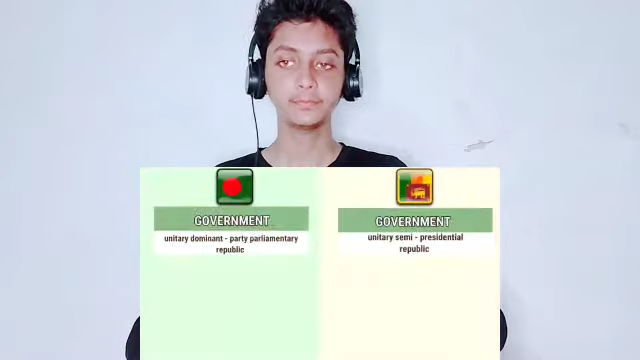 GOVERNMENT
unitary dominant - party parliamentary
republic
GOVERNMENT
unitary semi - presidential
republic